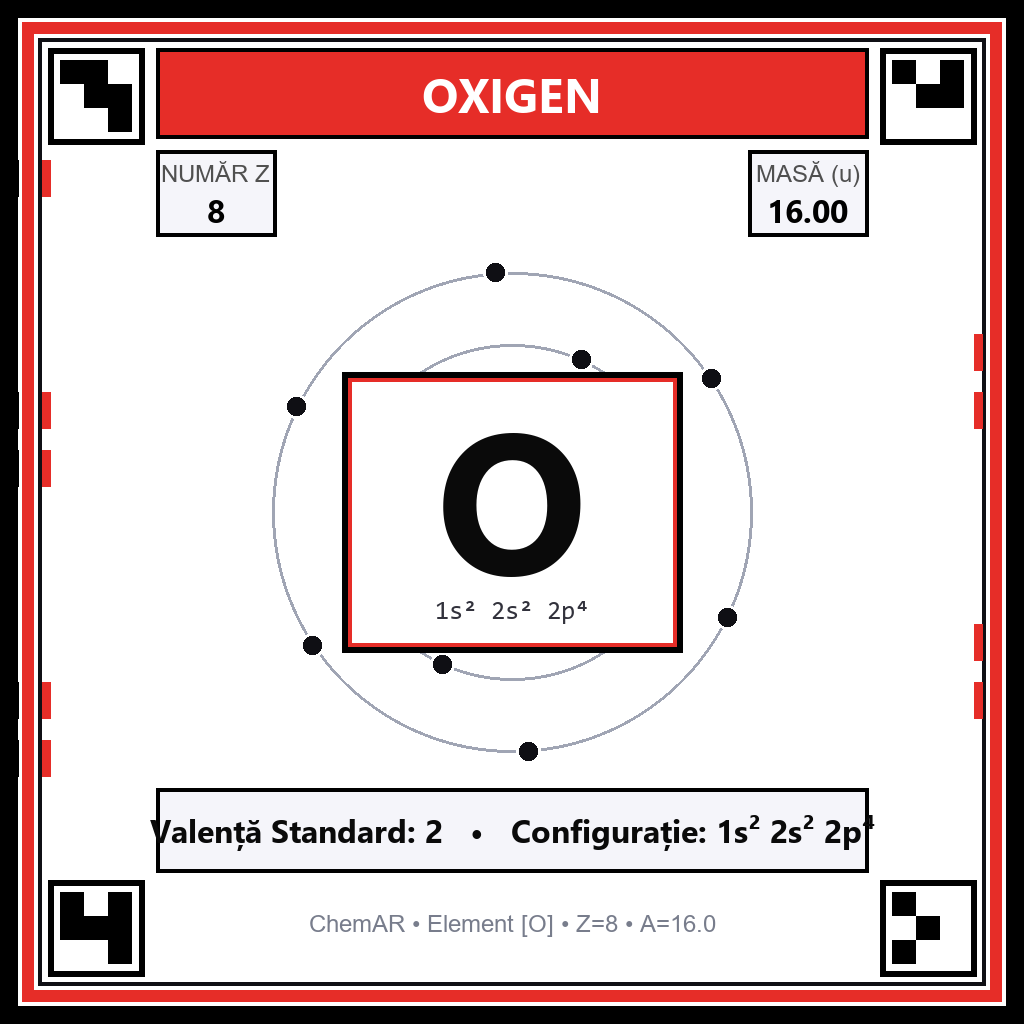 OXIGEN
NUMĂR Z
8
MASĂ (u)
16.00
O
1s² 2s² 2p⁴
Valență Standard: 2 • Configurație: 1s² 2s² 2p⁴
ChemAR • Element [O] • Z=8 • A=16.0